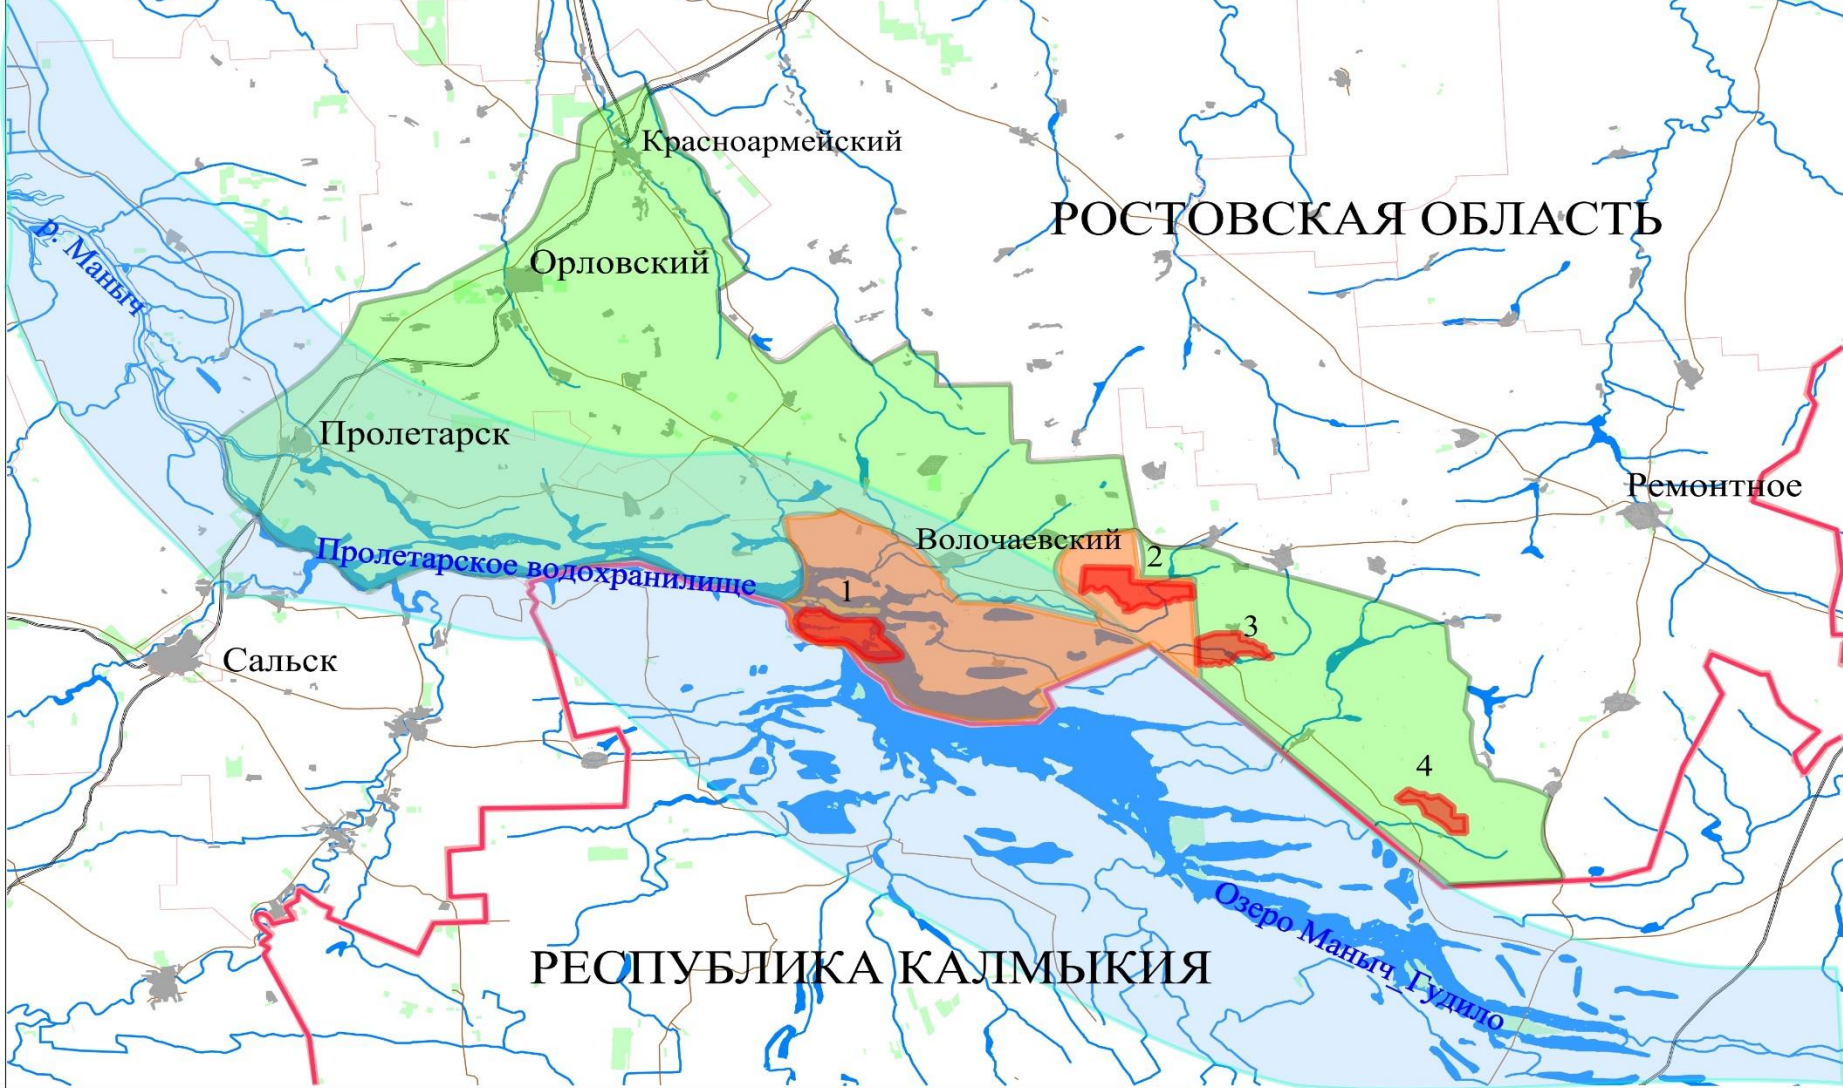 Красноармейский
РОСТОВСКАЯ ОБЛАСТЬ
р. Маныч
Орловский
Пролетарск
Ремонтное
Волочаевский
2
Пролетарское водохранилище
1
3
Сальск
4
Озеро Маныч_Гудило
РЕСПУБЛИКА КАЛМЫКИЯ